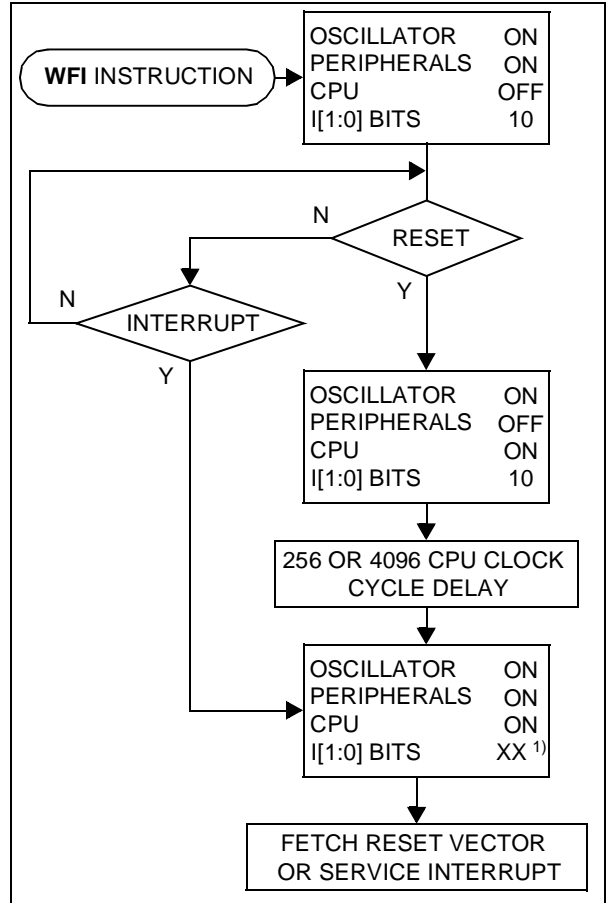 WFI INSTRUCTION
OSCILLATOR ON
PERIPHERALS ON
CPU OFF
I[1:0] BITS 10
N
RESET
Y
N
INTERRUPT
Y
OSCILLATOR ON
PERIPHERALS OFF
CPU ON
I[1:0] BITS 10
256 OR 4096 CPU CLOCK
CYCLE DELAY
OSCILLATOR ON
PERIPHERALS ON
CPU ON
I[1:0] BITS XX 1)
FETCH RESET VECTOR
OR SERVICE INTERRUPT